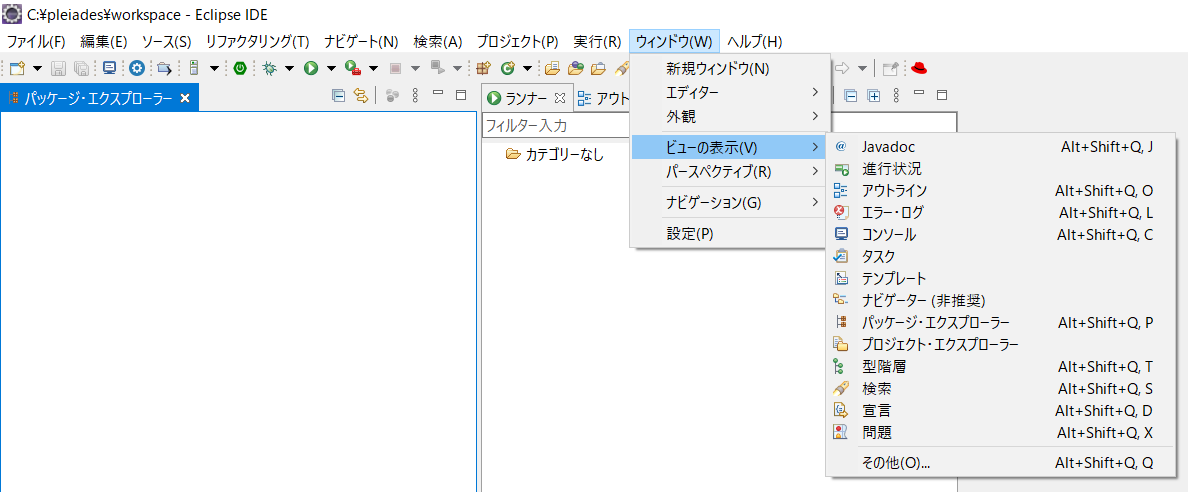 C:¥pleiades¥workspace - Eclipse IDE
ファイル(F) 編集(E) ソース(S) リファクタリング(T) ナビゲート(N) 検索(A) プロジェクト(P) 実行(R) ウィンドウ(W) ヘルプ(H)
パッケージ・エクスプローラー
ランナー アウト
フィルター入力
カテゴリーなし
新規ウィンドウ(N)
エディター
外観
ビューの表示(V)
パースペクティブ(R)
ナビゲーション(G)
設定(P)
Javadoc Alt+Shift+Q, J
進行状況
アウトライン Alt+Shift+Q, O
エラー・ログ Alt+Shift+Q, L
コンソール Alt+Shift+Q, C
タスク
テンプレート
ナビゲーター (非推奨)
パッケージ・エクスプローラー Alt+Shift+Q, P
プロジェクト・エクスプローラー
型階層 Alt+Shift+Q, T
検索 Alt+Shift+Q, S
宣言 Alt+Shift+Q, D
問題 Alt+Shift+Q, X
その他(O)... Alt+Shift+Q, Q